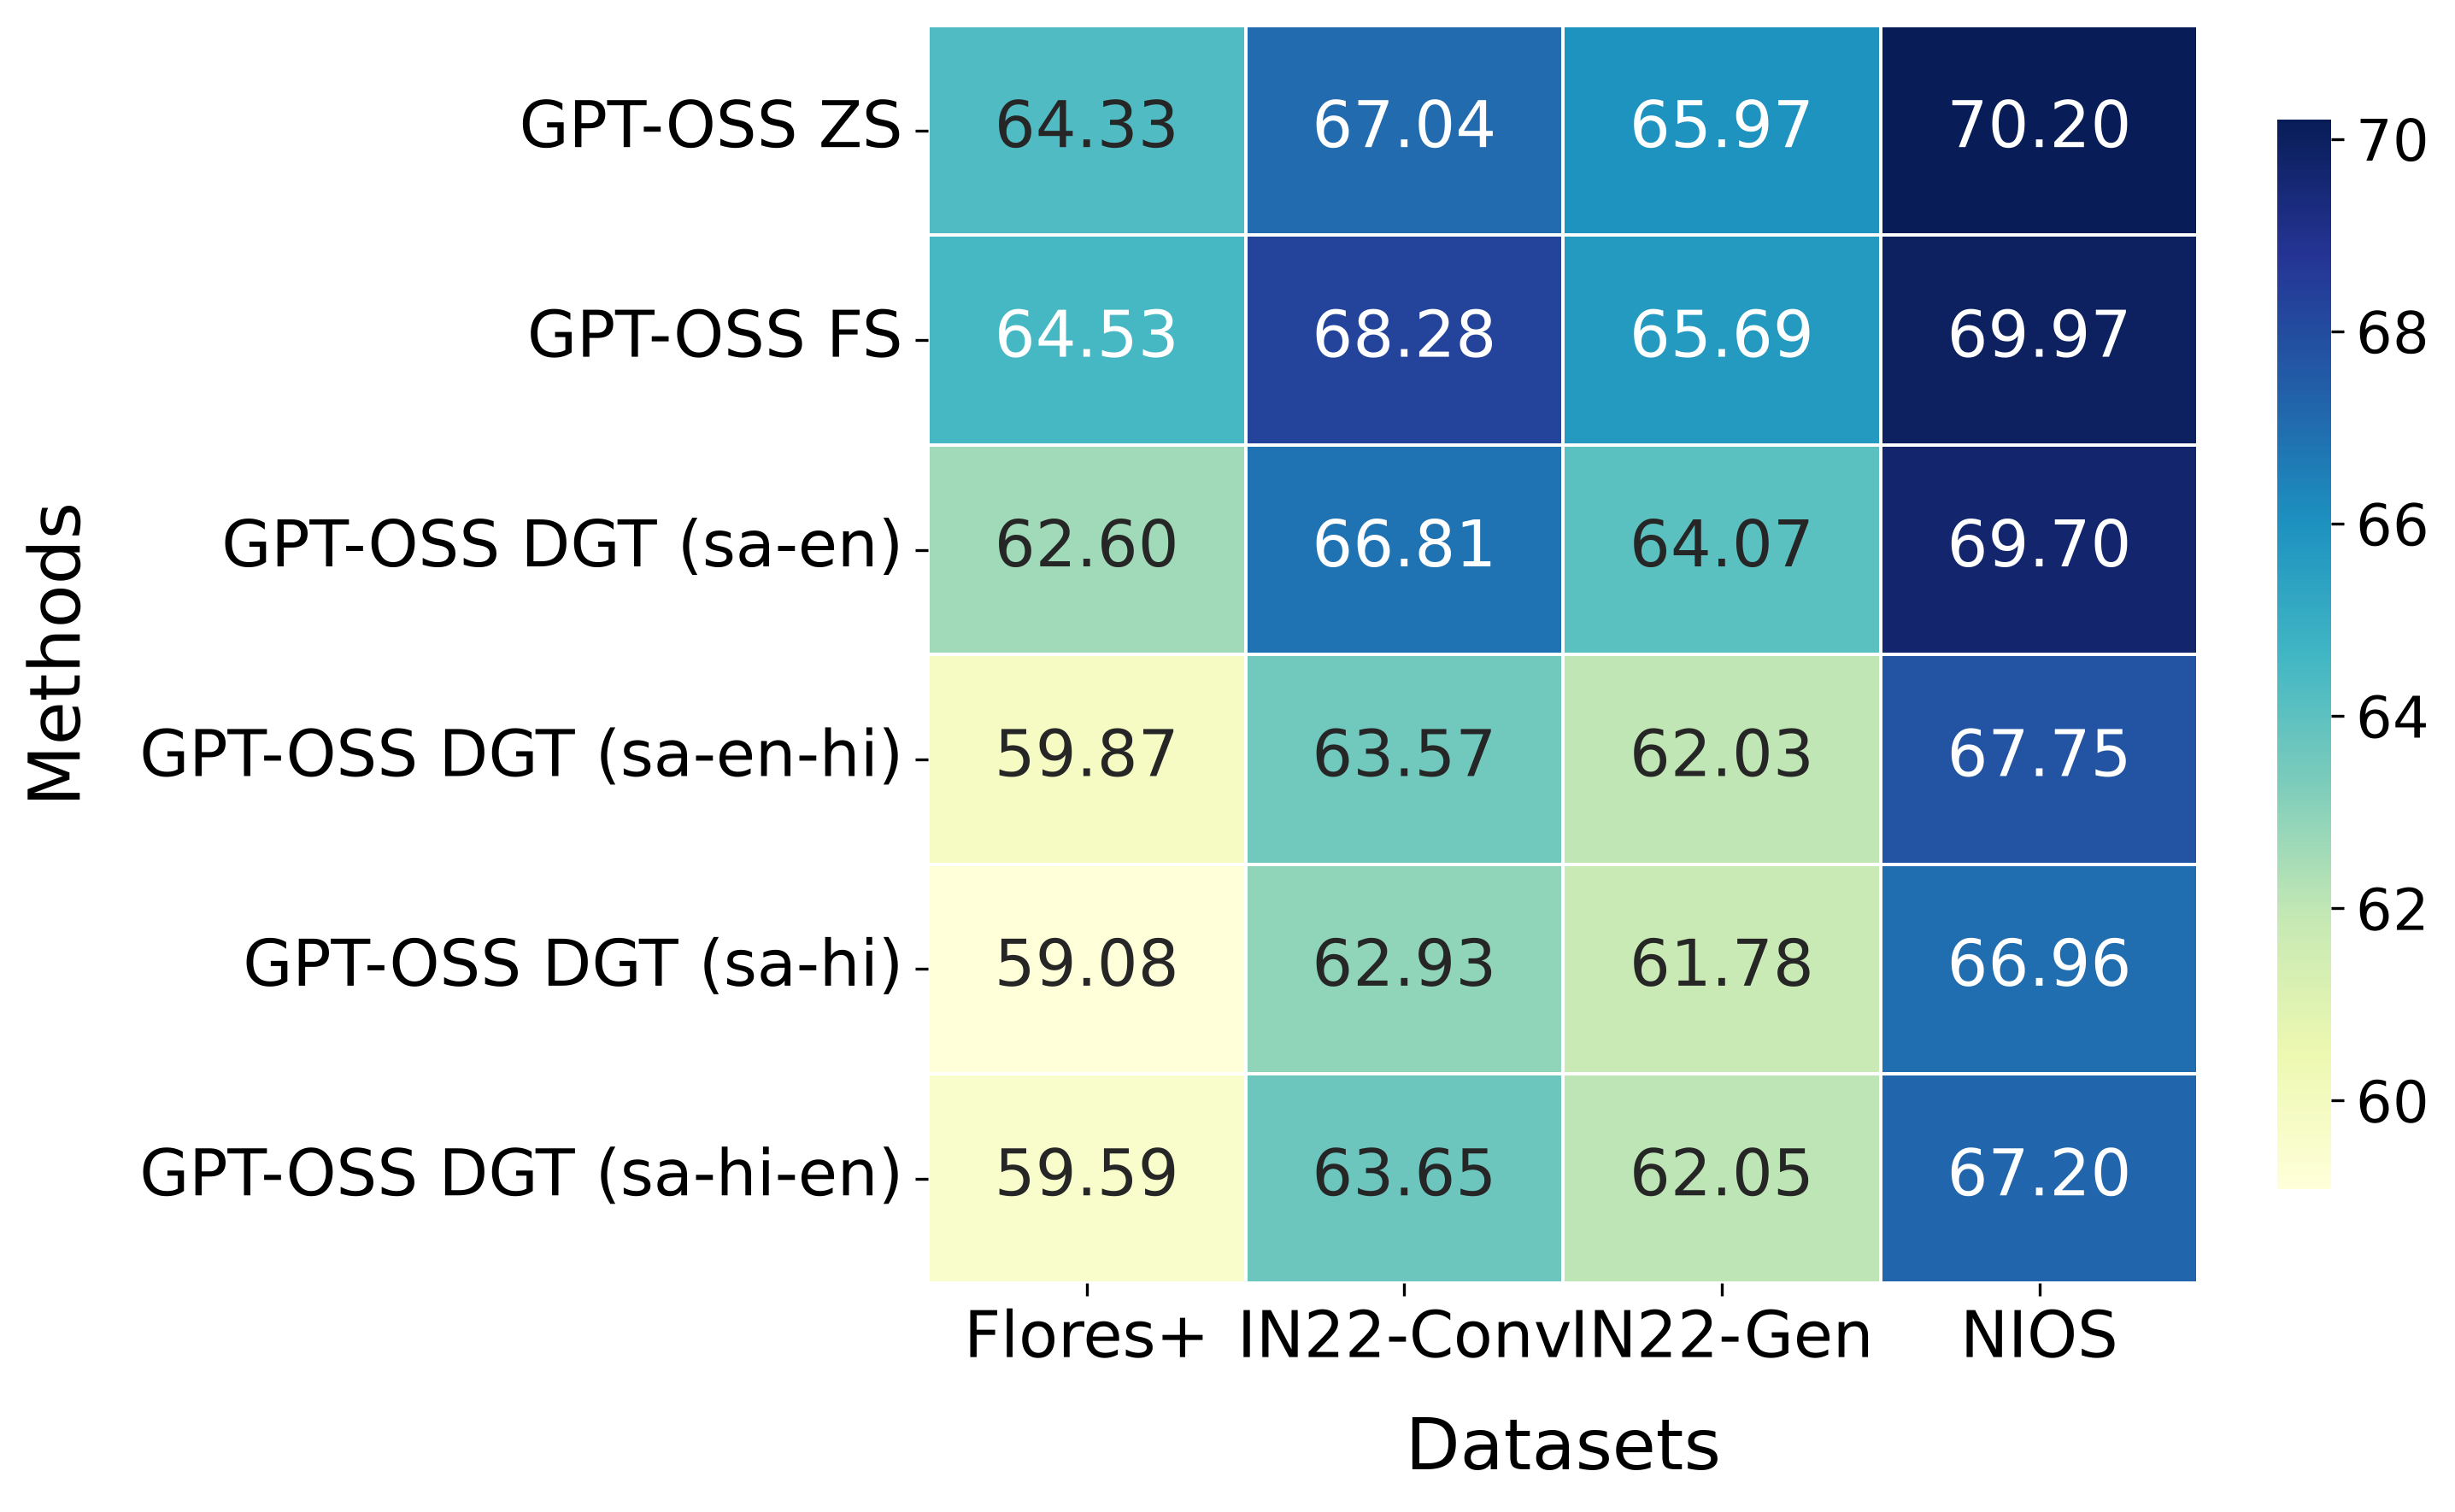 GPT-OSS ZS 64.33 67.04 65.97 70.20
GPT-OSS FS 64.53 68.28 65.69 69.97
GPT-OSS DGT (sa-en) 62.60 66.81 64.07 69.70
GPT-OSS DGT (sa-en-hi) 59.87 63.57 62.03 67.75
GPT-OSS DGT (sa-hi) 59.08 62.93 61.78 66.96
GPT-OSS DGT (sa-hi-en) 59.59 63.65 62.05 67.20
Flores+ IN22-Conv IN22-Gen NIOS
Datasets
Methods
70
68
66
64
62
60